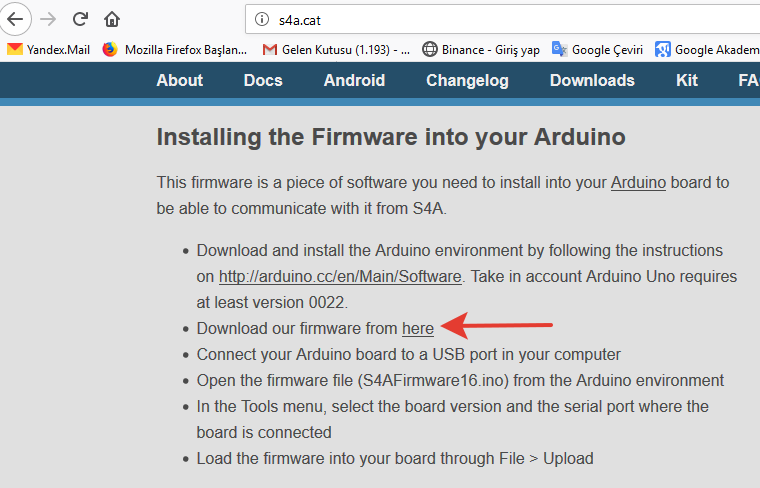 s4a.cat
Yandex.Mail Mozilla Firefox Başlan... Gelen Kutusu (1.193) - ... Binance - Giriş yap Google Çeviri Google Akadem
About Docs Android Changelog Downloads Kit FA
Installing the Firmware into your Arduino
This firmware is a piece of software you need to install into your Arduino board to
be able to communicate with it from S4A.
• Download and install the Arduino environment by following the instructions
on http://arduino.cc/en/Main/Software. Take in account Arduino Uno requires
at least version 0022.
• Download our firmware from here
• Connect your Arduino board to a USB port in your computer
• Open the firmware file (S4AFirmware16.ino) from the Arduino environment
• In the Tools menu, select the board version and the serial port where the
board is connected
• Load the firmware into your board through File > Upload